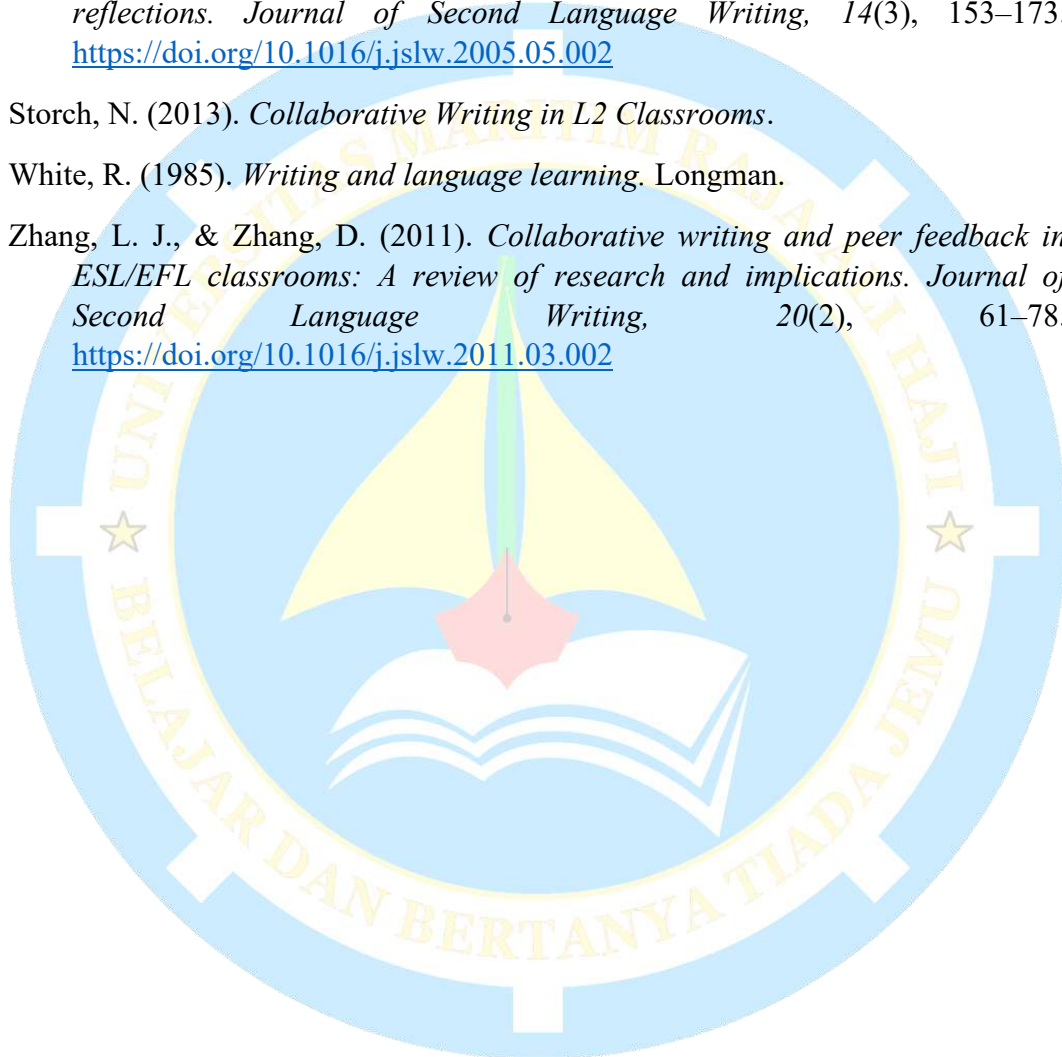 reflections. Journal of Second Language Writing, 14(3), 153–173.
https://doi.org/10.1016/j.jslw.2005.05.002
Storch, N. (2013). Collaborative Writing in L2 Classrooms.
White, R. (1985). Writing and language learning. Longman.
Zhang, L. J., & Zhang, D. (2011). Collaborative writing and peer feedback in
ESL/EFL classrooms: A review of research and implications. Journal of
Second Language Writing, 20(2), 61–78.
https://doi.org/10.1016/j.jslw.2011.03.002
UNIVERSITAS MARITIM RAJA ALI HAJI
BELAJAR DAN BERTANYA TIADA JEMU